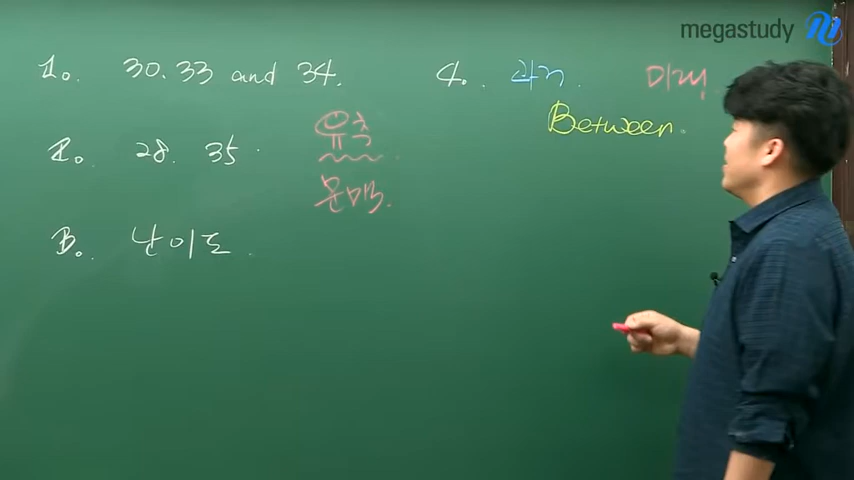 megastudy
1. 30. 33 and 34.
2. 28. 35.
유추
문맥.
3. 난이도.
4. 과거.
미래.
Between.